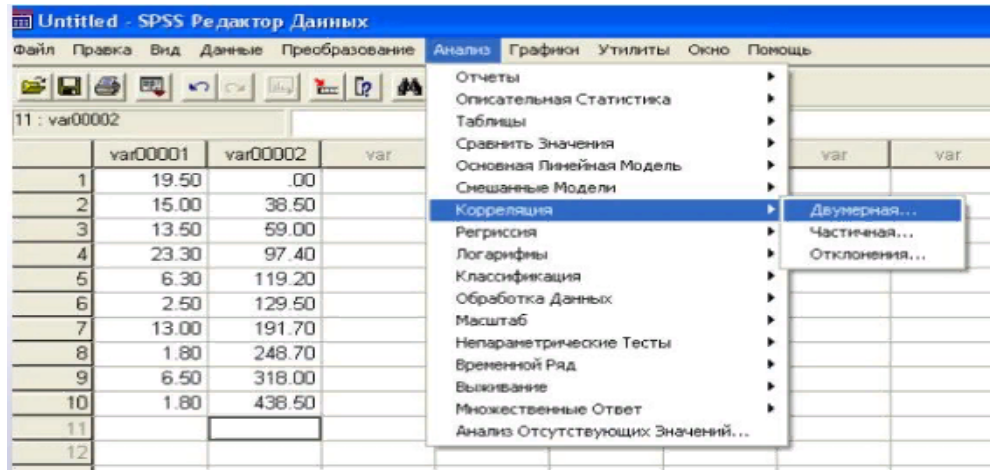 Untitled - SPSS Редактор Данных
Файл Правка Вид Данные Преобразование Анализ Графики Утилиты Окно Помощь
11 : var00002
var00001 var00002 var var var
1 19.50 .00
2 15.00 38.50
3 13.50 59.00
4 23.30 97.40
5 6.30 119.20
6 2.50 129.50
7 13.00 191.70
8 1.80 248.70
9 6.50 318.00
10 1.80 438.50
11
12
Отчеты
Описательная Статистика
Таблицы
Сравнить Значения
Основная Линейная Модель
Смешанные Модели
Корреляция
Регриссия
Логарифмы
Классификация
Обработка Данных
Масштаб
Непараметрические Тесты
Временной Ряд
Выживание
Множественные Ответ
Анализ Отсутствующих Значений...
Двумерная...
Частичная...
Отклонения...